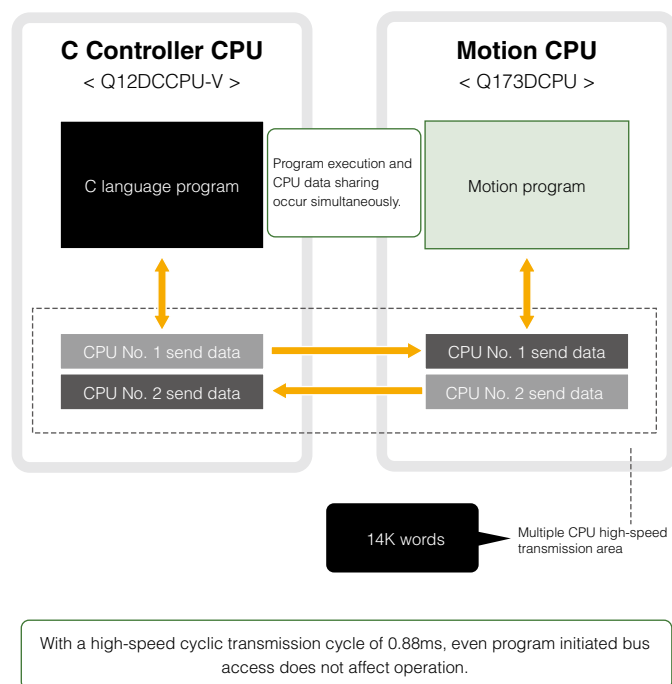 C Controller CPU
< Q12DCCPU-V >
Motion CPU
< Q173DCPU >
C language program
Program execution and
CPU data sharing
occur simultaneously.
Motion program
CPU No. 1 send data
CPU No. 2 send data
CPU No. 1 send data
CPU No. 2 send data
14K words
Multiple CPU high-speed
transmission area
With a high-speed cyclic transmission cycle of 0.88ms, even program initiated bus
access does not affect operation.